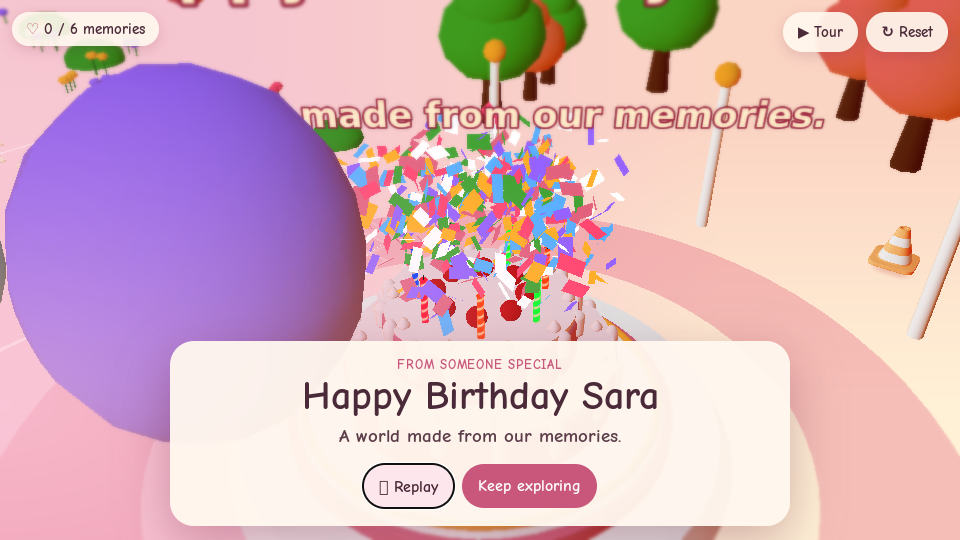 ♡ 0 / 6 memories
▶ Tour
↻ Reset
made from our memories.
FROM SOMEONE SPECIAL
Happy Birthday Sara
A world made from our memories.
Replay
Keep exploring